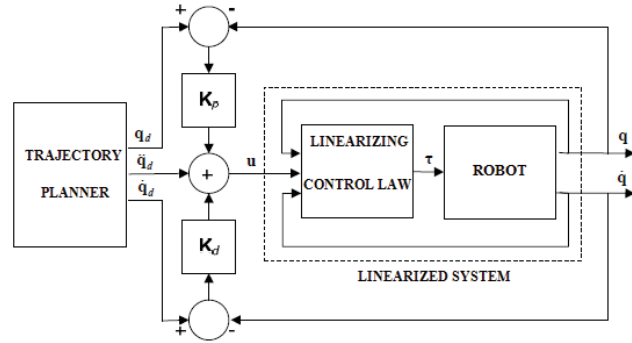 + -
K_p
q_d
TRAJECTORY
q̈_d
PLANNER
q̇_d
+
u
LINEARIZING
CONTROL LAW
τ
ROBOT
q
q̇
K_d
LINEARIZED SYSTEM
+ -